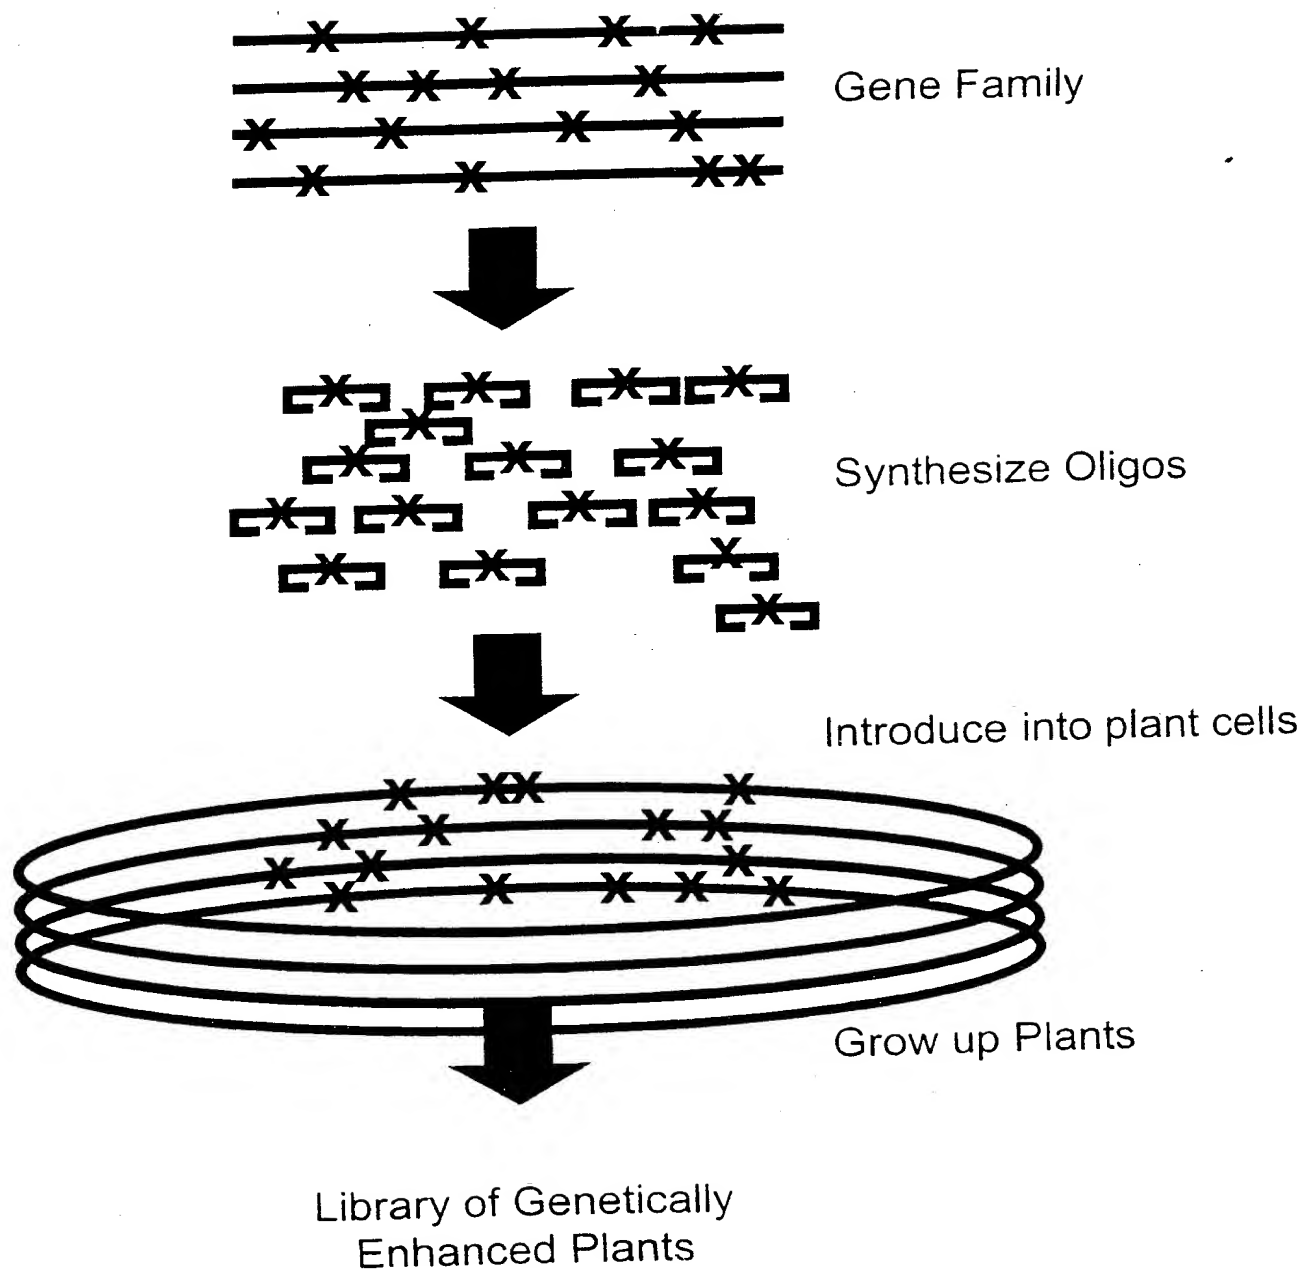 Gene Family
Synthesize Oligos
Introduce into plant cells
Grow up Plants
Library of Genetically
Enhanced Plants